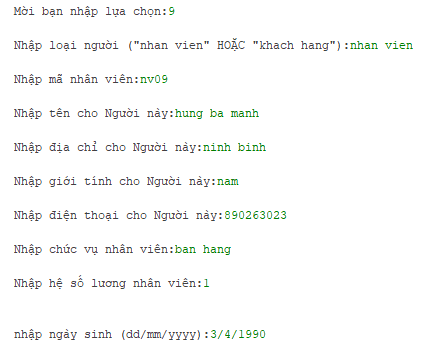 Mời bạn nhập lựa chọn:9
Nhập loại người ("nhan vien" HOẶC "khach hang"):nhan vien
Nhập mã nhân viên:nv09
Nhập tên cho Người này:hung ba manh
Nhập địa chỉ cho Người này:ninh binh
Nhập giới tính cho Người này:nam
Nhập điện thoại cho Người này:890263023
Nhập chức vụ nhân viên:ban hang
Nhập hệ số lương nhân viên:1
nhập ngày sinh (dd/mm/yyyy):3/4/1990